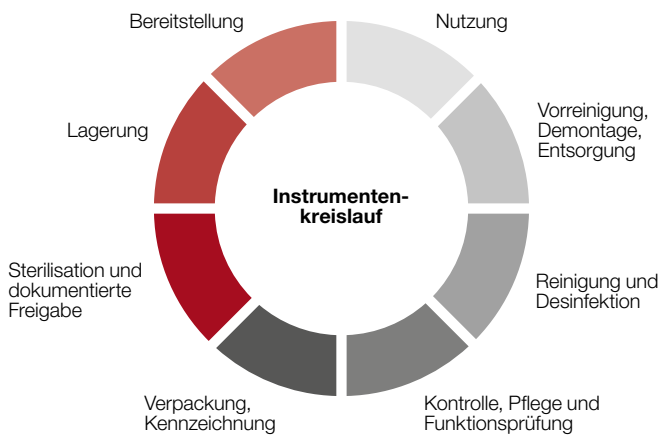 Bereitstellung
Nutzung
Vorreinigung,
Demontage,
Entsorgung
Lagerung
Instrumenten-
kreislauf
Sterilisation und
dokumentierte
Freigabe
Reinigung und
Desinfektion
Verpackung,
Kennzeichnung
Kontrolle, Pflege und
Funktionsprüfung